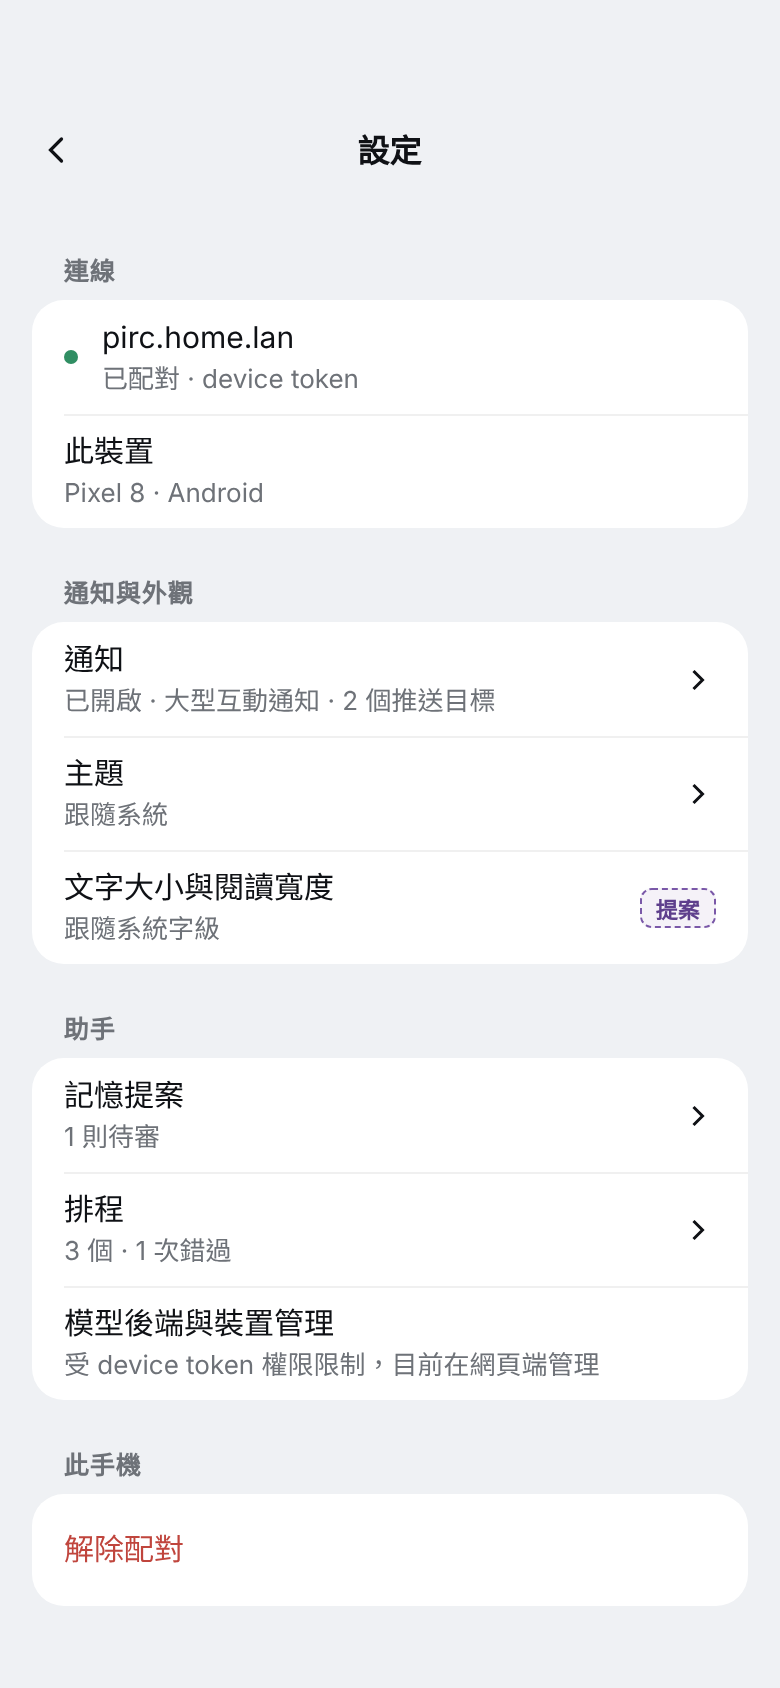 設定
連線
pirc.home.lan
已配對 · device token
此裝置
Pixel 8 · Android
通知與外觀
通知
已開啟 · 大型互動通知 · 2 個推送目標
主題
跟隨系統
文字大小與閱讀寬度
跟隨系統字級
提案
助手
記憶提案
1 則待審
排程
3 個 · 1 次錯過
模型後端與裝置管理
受 device token 權限限制，目前在網頁端管理
此手機
解除配對